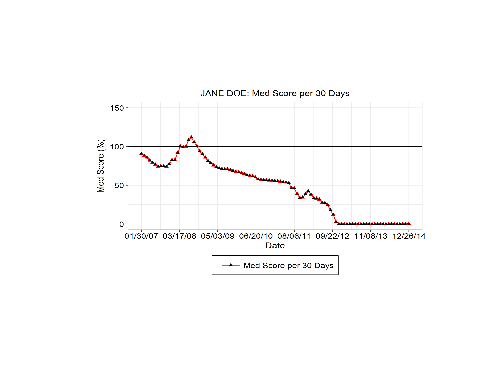 JANE DOE: Med Score per 30 Days
150
100
50
0
Med Score (%)
01/30/07 03/17/08 05/03/09 06/20/10 08/08/11 09/22/12 11/08/13 12/26/14
Date
Med Score per 30 Days